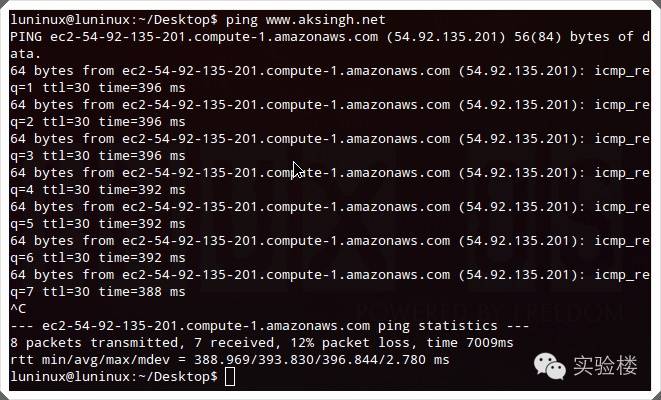 luninux@luninux:~/Desktop$ ping www.aksingh.net
PING ec2-54-92-135-201.compute-1.amazonaws.com (54.92.135.201) 56(84) bytes of d
ata.
64 bytes from ec2-54-92-135-201.compute-1.amazonaws.com (54.92.135.201): icmp_re
q=1 ttl=30 time=396 ms
64 bytes from ec2-54-92-135-201.compute-1.amazonaws.com (54.92.135.201): icmp_re
q=2 ttl=30 time=396 ms
64 bytes from ec2-54-92-135-201.compute-1.amazonaws.com (54.92.135.201): icmp_re
q=3 ttl=30 time=396 ms
64 bytes from ec2-54-92-135-201.compute-1.amazonaws.com (54.92.135.201): icmp_re
q=4 ttl=30 time=392 ms
64 bytes from ec2-54-92-135-201.compute-1.amazonaws.com (54.92.135.201): icmp_re
q=5 ttl=30 time=392 ms
64 bytes from ec2-54-92-135-201.compute-1.amazonaws.com (54.92.135.201): icmp_re
q=6 ttl=30 time=392 ms
64 bytes from ec2-54-92-135-201.compute-1.amazonaws.com (54.92.135.201): icmp_re
q=7 ttl=30 time=388 ms
^C
--- ec2-54-92-135-201.compute-1.amazonaws.com ping statistics ---
8 packets transmitted, 7 received, 12% packet loss, time 7009ms
rtt min/avg/max/mdev = 388.969/393.830/396.844/2.780 ms
luninux@luninux:~/Desktop$
POWERED BY FREEDOM
实验楼